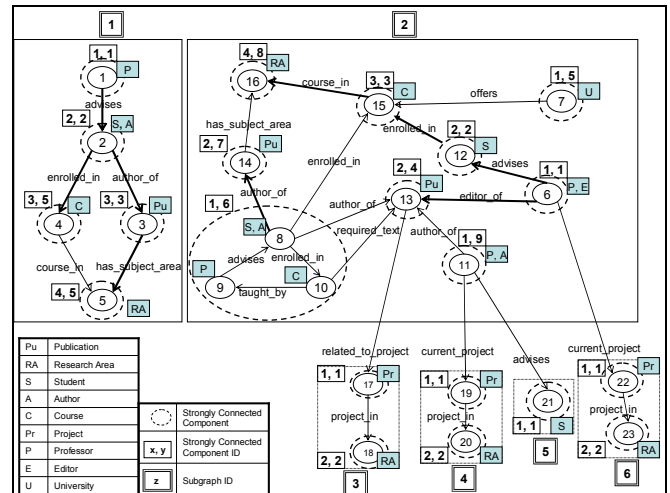 1
2
1, 1
P
1
advises
2, 2
S, A
2
enrolled_in
author_of
3, 5
C
3, 3
Pu
4
3
course_in
has_subject_area
4, 5
5
RA
4, 8
RA
16
course_in
3, 3
C
15
offers
1, 5
U
7
has_subject_area
2, 7
Pu
14
enrolled_in
enrolled_in
2, 2
S
12
advises
1, 1
P, E
6
2, 4
Pu
13
editor_of
author_of
1, 6
S, A
8
author_of
required_text
author_of
1, 9
P, A
11
advises
enrolled_in
P
9
C
10
taught_by
related_to_project
current_project
advises
current_project
1, 1
Pr
17
1, 1
Pr
19
21
1, 1
S
1, 1
Pr
22
project_in
project_in
project_in
2, 2
18
RA
2, 2
20
RA
2, 2
23
RA
3
4
5
6
Pu Publication
RA Research Area
S Student
A Author
C Course
Pr Project
P Professor
E Editor
U University
Strongly Connected
Component
x, y
Strongly Connected
Component ID
z
Subgraph ID